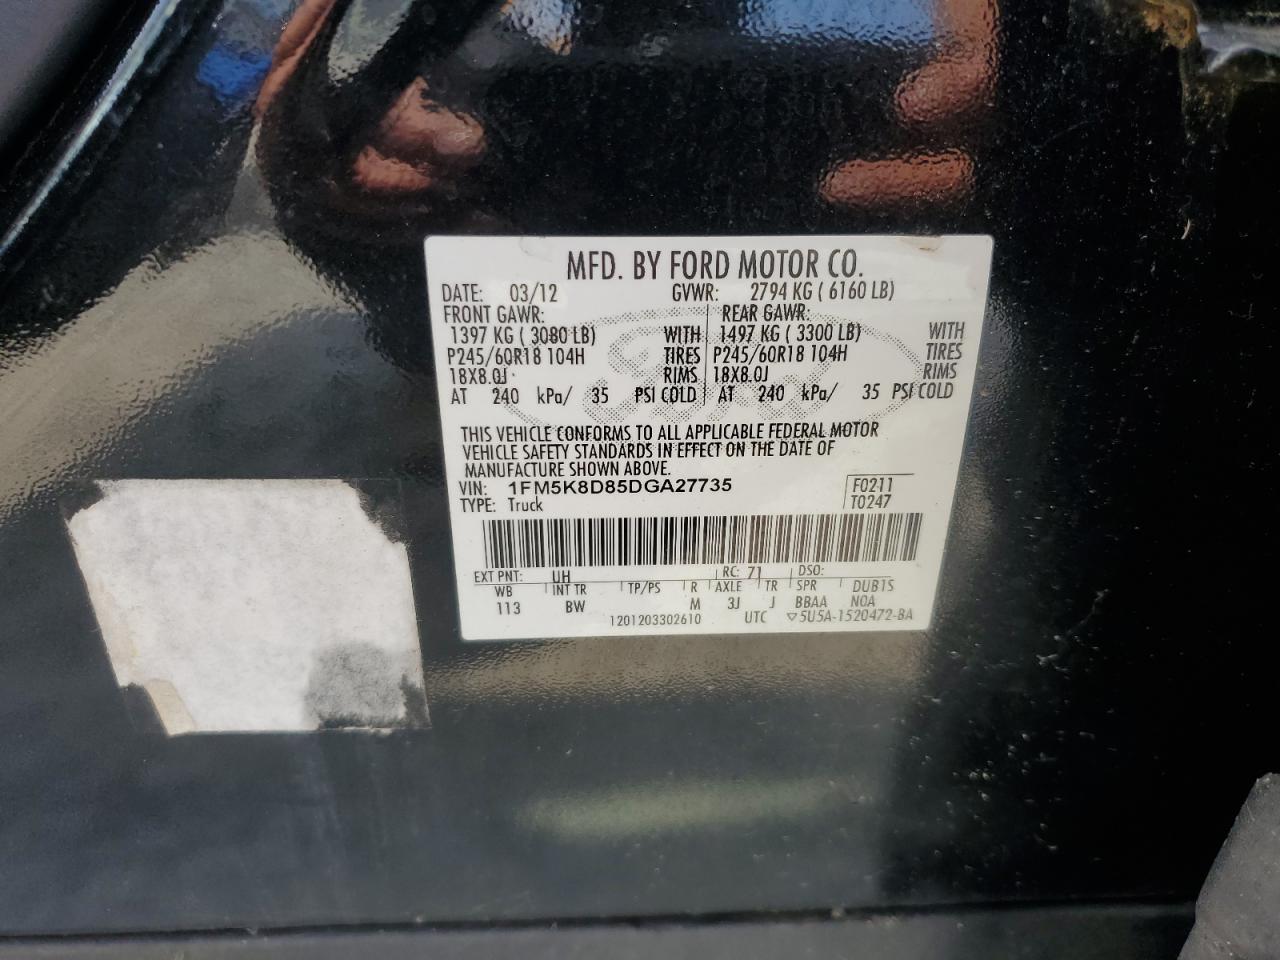 MFD. BY FORD MOTOR CO.
DATE: 03/12 GVWR: 2794 KG ( 6160 LB)
FRONT GAWR: REAR GAWR:
1397 KG ( 3080 LB) WITH 1497 KG ( 3300 LB) WITH
P245/60R18 104H TIRES P245/60R18 104H TIRES
18X8.0J RIMS 18X8.0J RIMS
AT 240 kPa/ 35 PSI COLD AT 240 kPa/ 35 PSI COLD
THIS VEHICLE CONFORMS TO ALL APPLICABLE FEDERAL MOTOR
VEHICLE SAFETY STANDARDS IN EFFECT ON THE DATE OF
MANUFACTURE SHOWN ABOVE.
VIN: 1FM5K8D85DGA27735 F0211
TYPE: Truck T0247
EXT PNT: UH RC: 71 DSO:
WB INT TR TP/PS R AXLE TR SPR DUB1S
113 BW M 3J J BBAA N0A
1201203302610 UTC ▽5U5A-1520472-BA